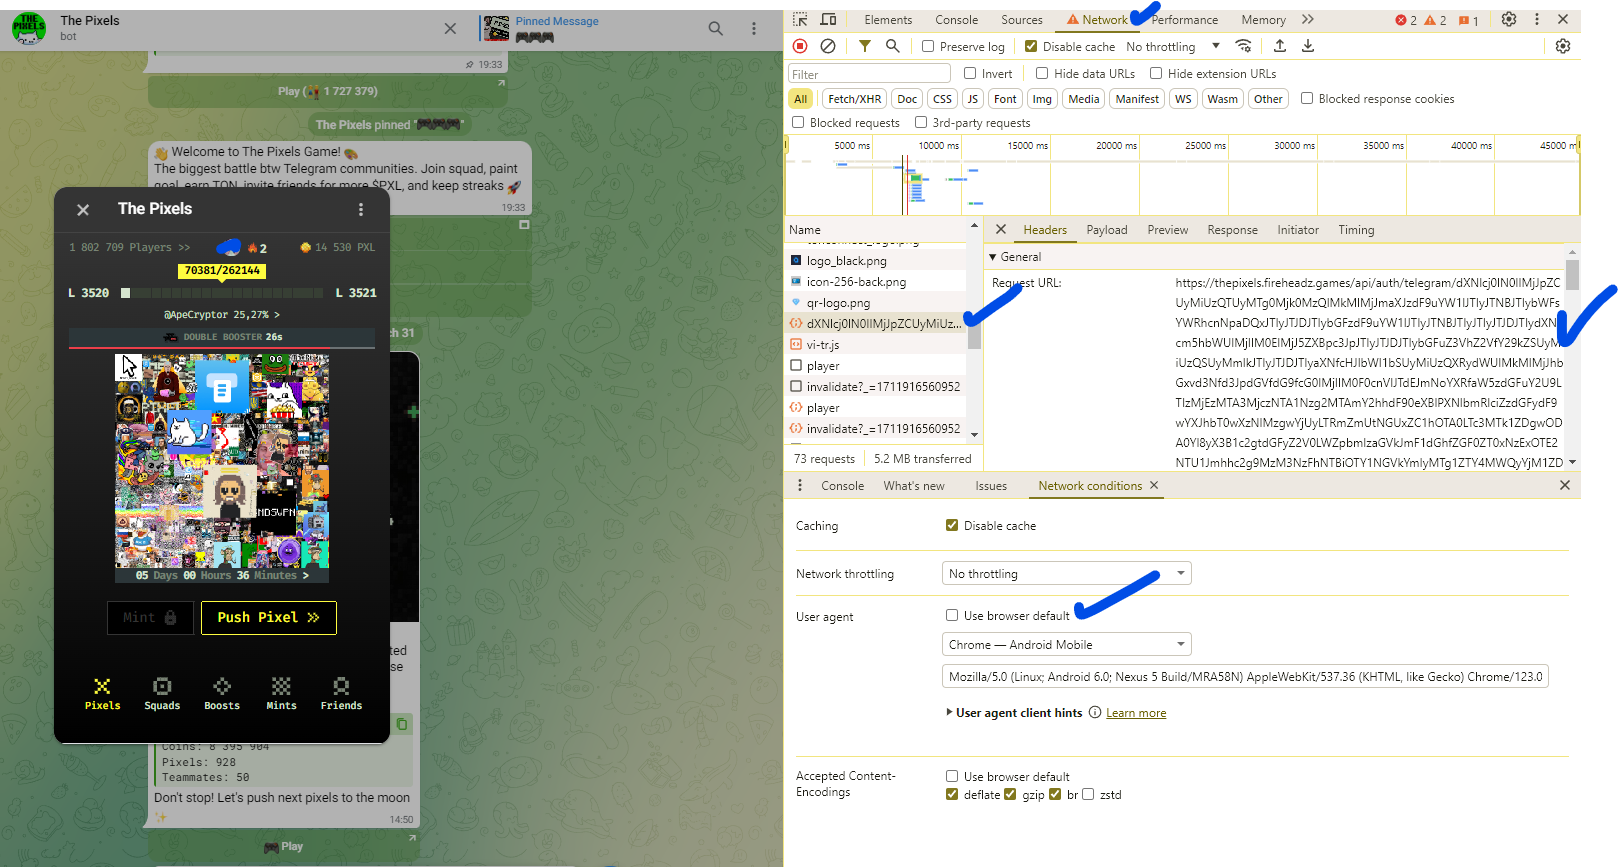 The Pixels
bot
Pinned Message
19:33
Play ( 1 727 379)
The Pixels pinned "🎮🎮🎮"
👋 Welcome to The Pixels Game! 🎨
The biggest battle btw Telegram communities. Join squad, paint
goal, earn TON, invite friends for more $PXL, and keep streaks 🚀
19:33
The Pixels
1 802 709 Players >>
🔥 2
14 530 PXL
70381/262144
L 3520
L 3521
@ApeCryptor 25,27% >
ch 31
DOUBLE BOOSTER 26s
05 Days 00 Hours 36 Minutes >
Mint
Push Pixel >>
ted
se
Pixels
Squads
Boosts
Mints
Friends
Coins: 8 395 904
Pixels: 928
Teammates: 50
Don't stop! Let's push next pixels to the moon
✨
14:50
🎮 Play
Elements
Console
Sources
Network
Performance
Memory
2
2
1
Preserve log
Disable cache
No throttling
Filter
Invert
Hide data URLs
Hide extension URLs
All
Fetch/XHR
Doc
CSS
JS
Font
Img
Media
Manifest
WS
Wasm
Other
Blocked response cookies
Blocked requests
3rd-party requests
5000 ms
10000 ms
15000 ms
20000 ms
25000 ms
30000 ms
35000 ms
40000 ms
45000 m
Name
logo_black.png
icon-256-back.png
qr-logo.png
dXNlcj0lN0IlMjJpZCUyMiUz...
vi-tr.js
player
invalidate?_=1711916560952
player
invalidate?_=1711916560952
73 requests
5.2 MB transferred
Headers
Payload
Preview
Response
Initiator
Timing
General
Request URL:
https://thepixels.fireheadz.games/api/auth/telegram/dXNlcj0lN0IlMjJpZC
Console
What's new
Issues
Network conditions
Caching
Disable cache
Network throttling
No throttling
User agent
Use browser default
Chrome — Android Mobile
Mozilla/5.0 (Linux; Android 6.0; Nexus 5 Build/MRA58N) AppleWebKit/537.36 (KHTML, like Gecko) Chrome/123.0
User agent client hints
Learn more
Accepted Content-
Encodings
Use browser default
deflate
gzip
br
zstd